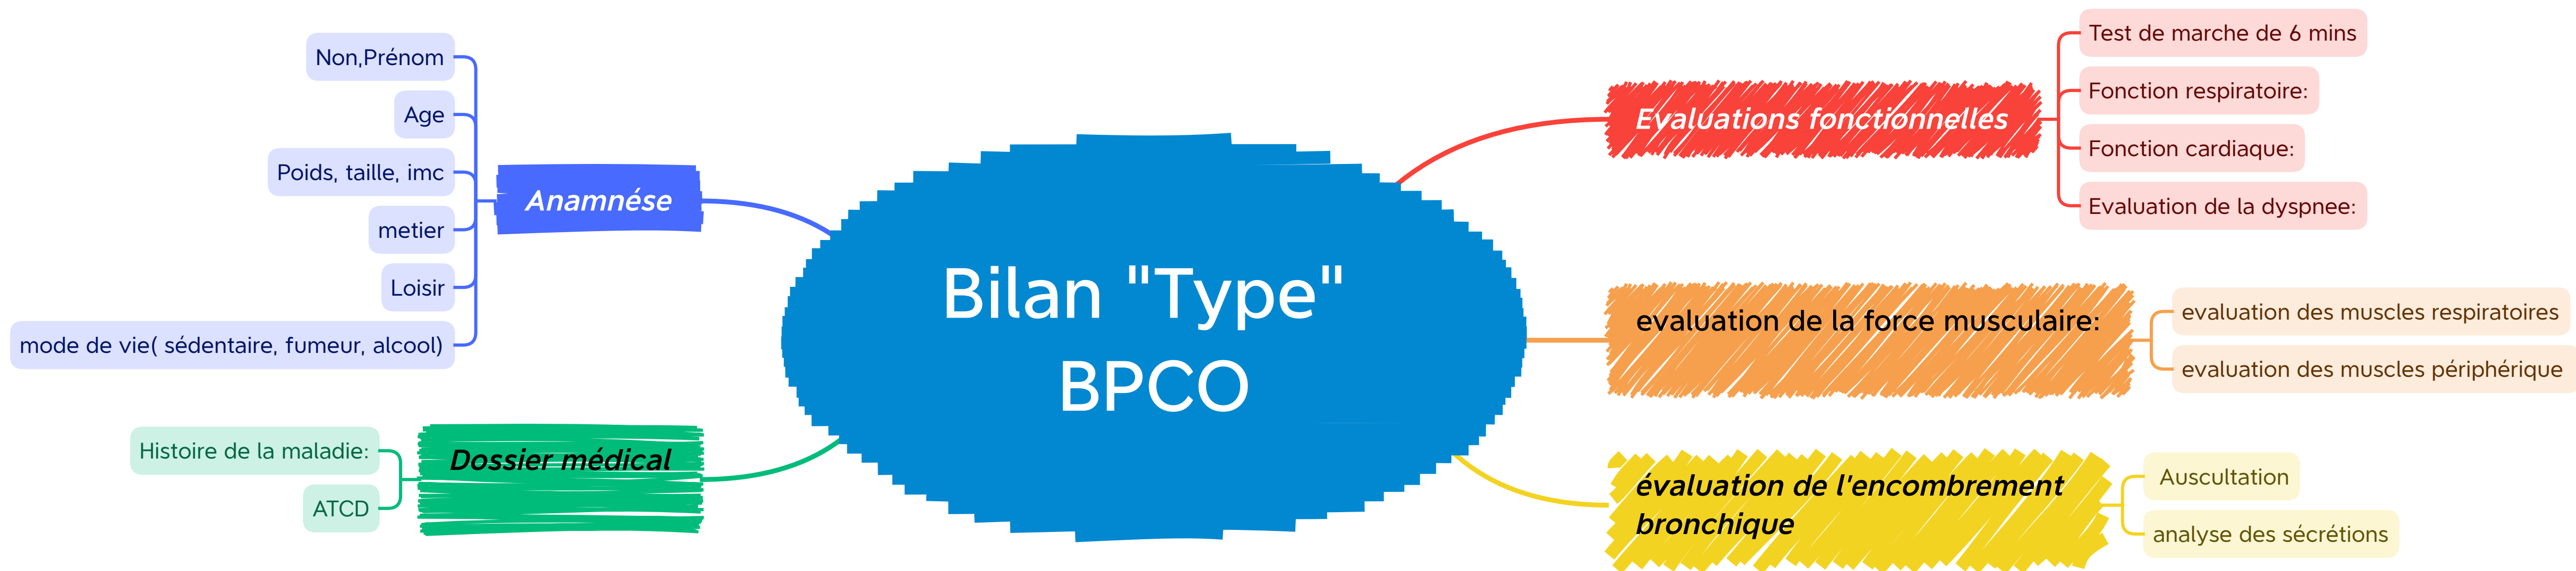 Bilan "Type"
BPCO
Anamnése
Non,Prénom
Age
Poids, taille, imc
metier
Loisir
mode de vie( sédentaire, fumeur, alcool)
Dossier médical
Histoire de la maladie:
ATCD
Evaluations fonctionnelles
Test de marche de 6 mins
Fonction respiratoire:
Fonction cardiaque:
Evaluation de la dyspnee:
evaluation de la force musculaire:
evaluation des muscles respiratoires
evaluation des muscles périphérique
évaluation de l'encombrement
bronchique
Auscultation
analyse des sécrétions